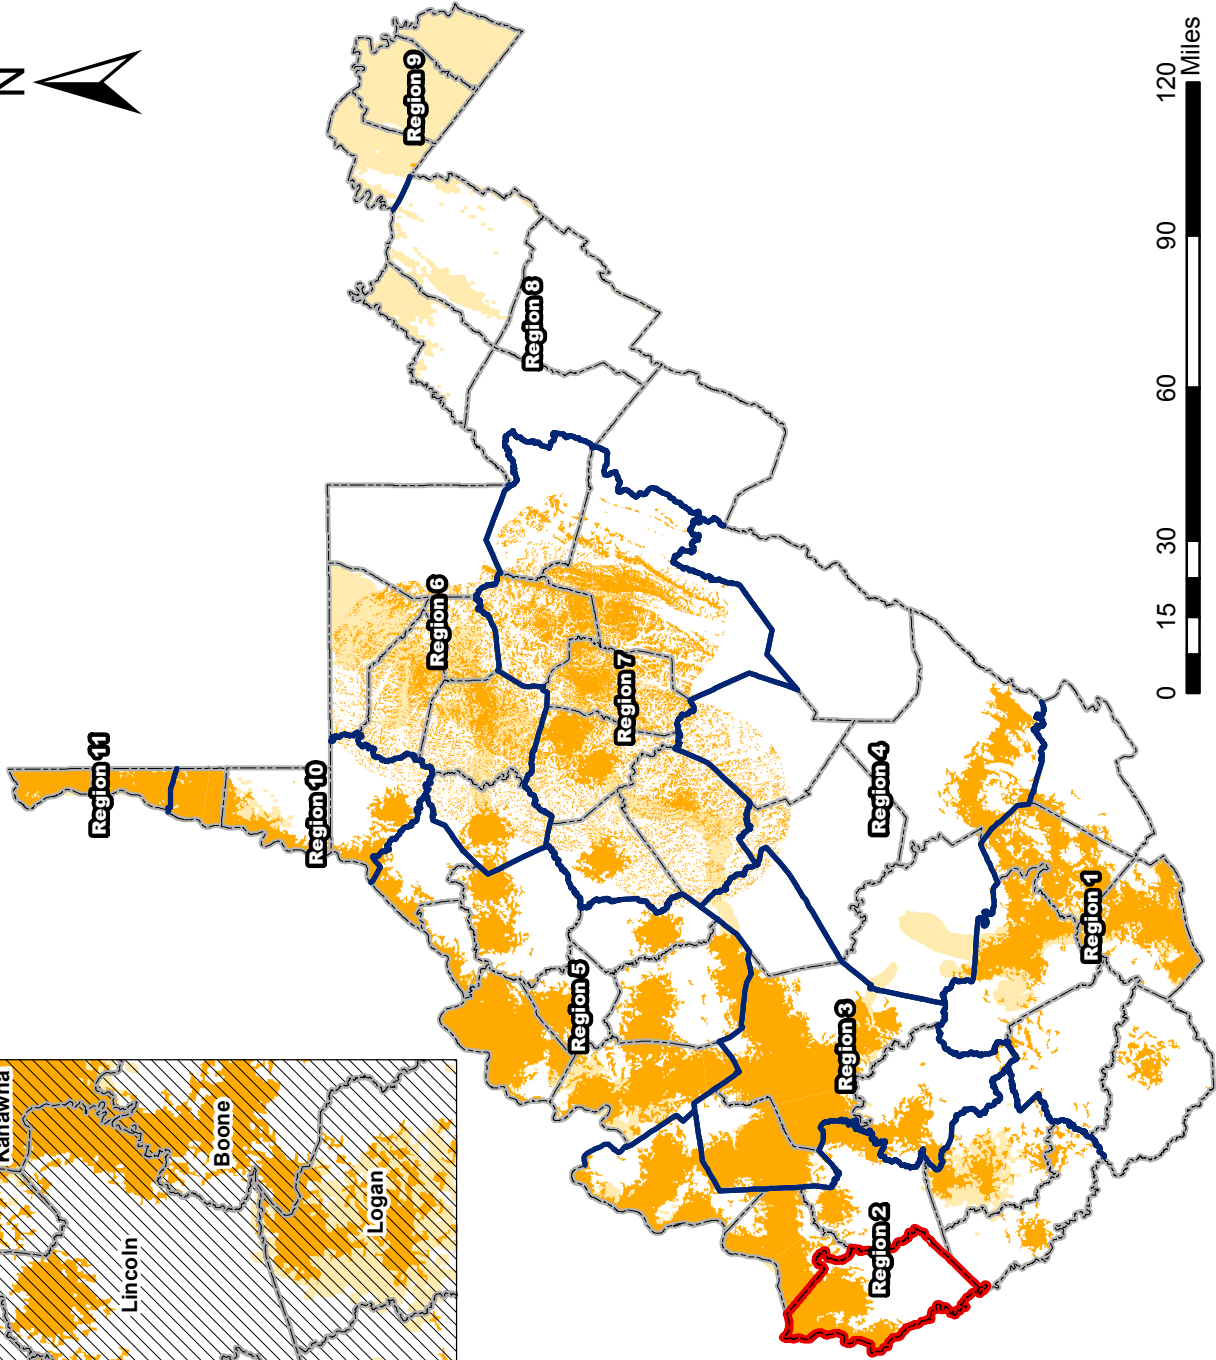 N
Region 9
Region 8
Region 6
Region 7
Region 11
Region 10
Region 4
Region 5
Region 1
Region 3
Region 2
Kanawha
Boone
Lincoln
Logan
0 15 30 60 90 120
Miles